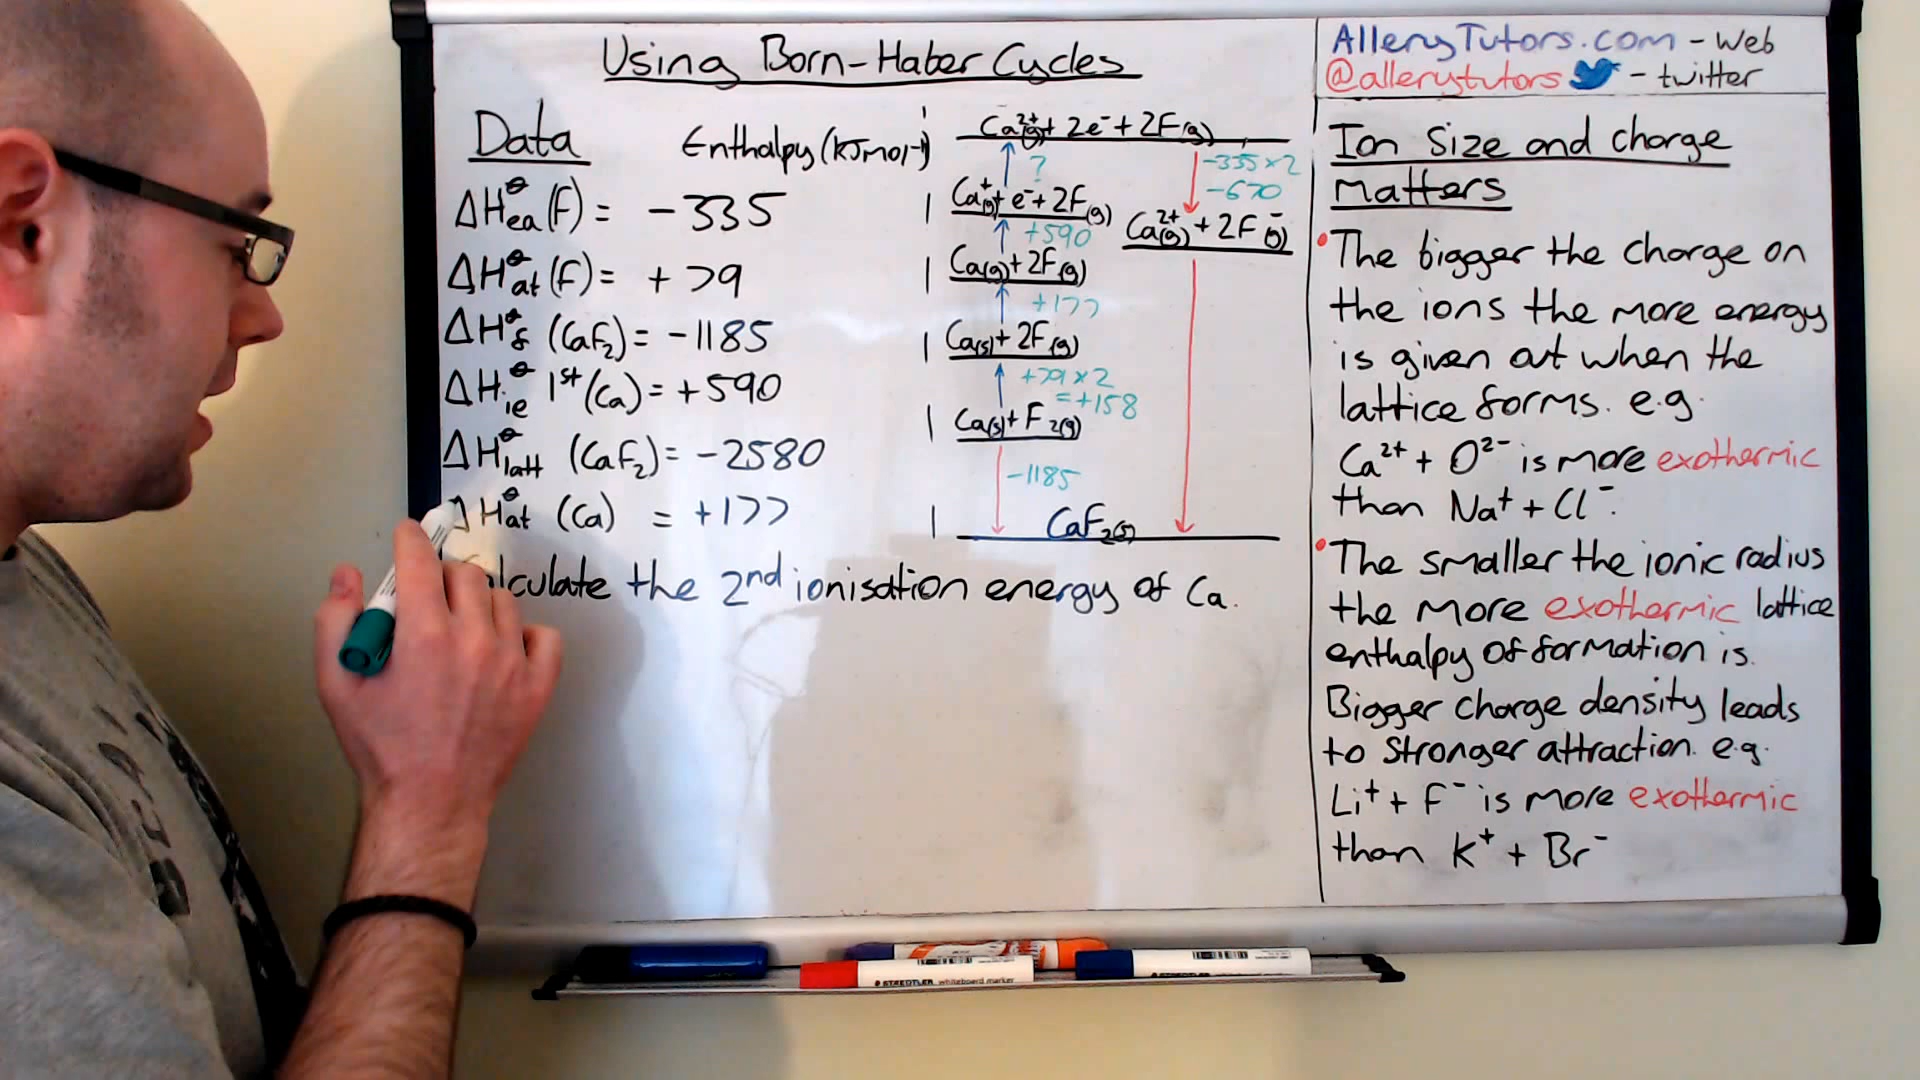 Using Born-Haber Cycles
Data
Enthalpy (kJmol⁻¹)
ΔH°ea (F) = -335
ΔH°at (F) = +79
ΔH°f (CaF₂) = -1185
ΔH°ie 1st (Ca) = +590
ΔH°latt (CaF₂) = -2580
ΔH°at (Ca) = +177
Calculate the 2nd ionisation energy of Ca.
Ca²⁺(g) + 2e⁻ + 2F(g)
?
-335×2
-670
Ca⁺(g) + e⁻ + 2F(g)
Ca²⁺(g) + 2F⁻(g)
+590
Ca(g) + 2F(g)
+177
Ca(s) + 2F(g)
+79×2
=+158
Ca(s) + F₂(g)
-1185
CaF₂(s)
AlleryTutors.com - Web
@allerytutors - twitter
Ion Size and charge
matters
• The bigger the charge on
the ions the more energy
is given out when the
lattice forms. e.g.
Ca²⁺ + O²⁻ is more exothermic
than Na⁺ + Cl⁻.
• The smaller the ionic radius
the more exothermic lattice
enthalpy of formation is.
Bigger charge density leads
to stronger attraction. e.g.
Li⁺ + F⁻ is more exothermic
than K⁺ + Br⁻
STAEDTLER whiteboard marker
STAEDTLER